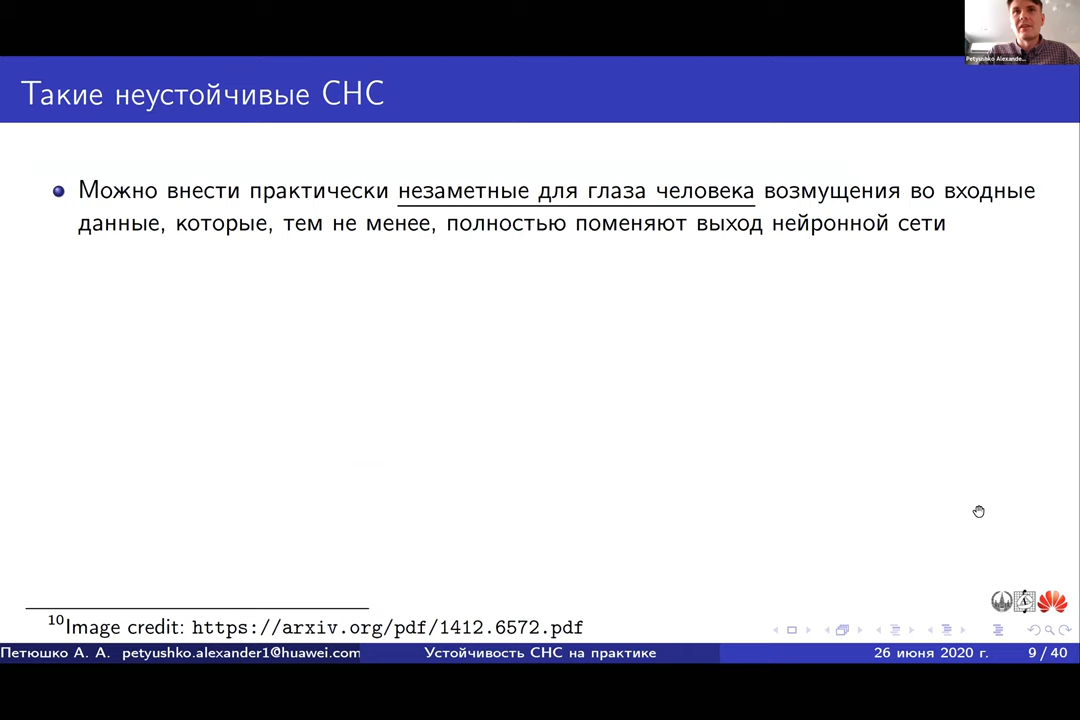 Petyushko Alexande...
Такие неустойчивые СНС
Можно внести практически незаметные для глаза человека возмущения во входные
данные, которые, тем не менее, полностью поменяют выход нейронной сети
10Image credit: https://arxiv.org/pdf/1412.6572.pdf
Петюшко А. А. petyushko.alexander1@huawei.com Устойчивость СНС на практике 26 июня 2020 г. 9 / 40